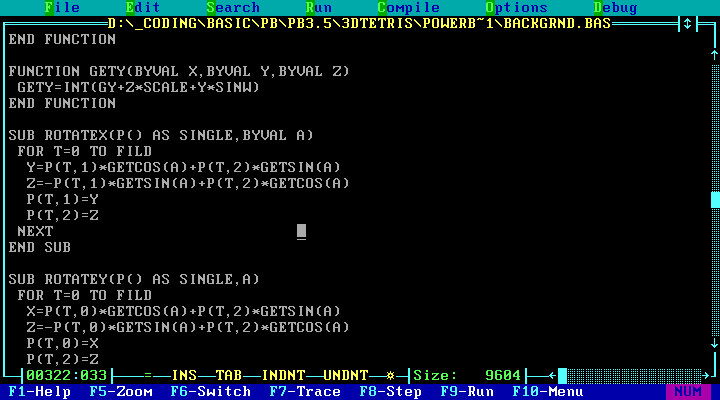 File Edit Search Run Compile Options Debug
D:\_CODING\BASIC\PB\PB3.5\3DTETRIS\POWERB~1\BACKGRND.BAS
END FUNCTION

FUNCTION GETY(BYVAL X,BYVAL Y,BYVAL Z)
 GETY=INT(GY+Z*SCALE+Y*SINW)
END FUNCTION

SUB ROTATEX(P() AS SINGLE,BYVAL A)
 FOR T=0 TO FILD
  Y=P(T,1)*GETCOS(A)+P(T,2)*GETSIN(A)
  Z=-P(T,1)*GETSIN(A)+P(T,2)*GETCOS(A)
  P(T,1)=Y
  P(T,2)=Z
 NEXT
END SUB

SUB ROTATEY(P() AS SINGLE,A)
 FOR T=0 TO FILD
  X=P(T,0)*GETCOS(A)+P(T,2)*GETSIN(A)
  Z=-P(T,0)*GETSIN(A)+P(T,2)*GETCOS(A)
  P(T,0)=X
  P(T,2)=Z
00322:033 = INS TAB INDNT UNDNT ☼ Size: 9604
F1-Help F5-Zoom F6-Switch F7-Trace F8-Step F9-Run F10-Menu NUM